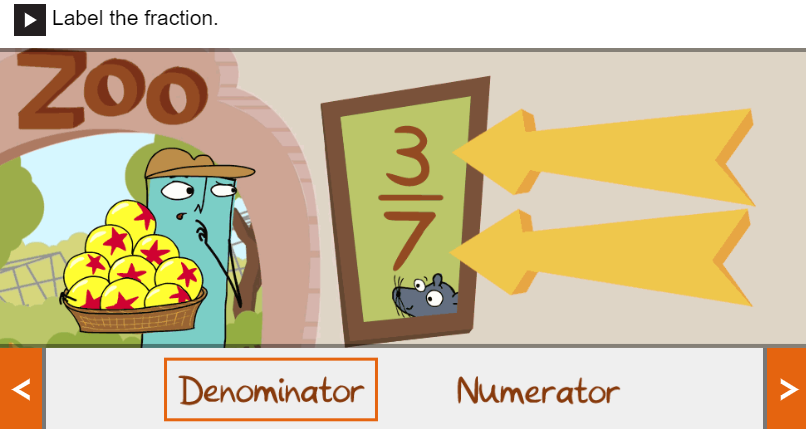 Label the fraction.
ZOO
3
7
< Denominator Numerator >